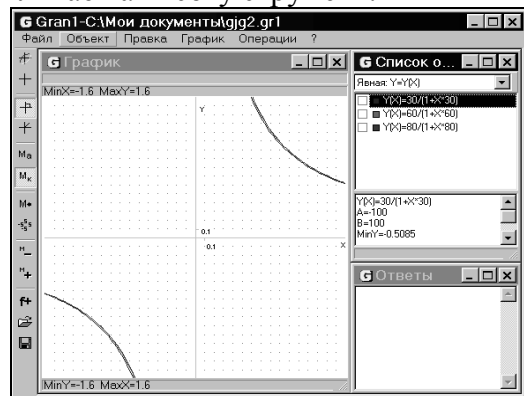 Gran1-C:\Мои документы\gjg2.gr1
Файл Объект Правка График Операции ?
График
MinX=-1.6 MaxY=1.6
Y
0.1
0.1
X
MinY=-1.6 MaxX=1.6
Список о...
Явная: Y=Y(X)
Y(X)=30/(1+X*30)
Y(X)=60/(1+X*60)
Y(X)=80/(1+X*80)
Y(X)=30/(1+X*30)
A=-100
B=100
MinY=-0.5085
Ответы
Ma
Мк
М
f+